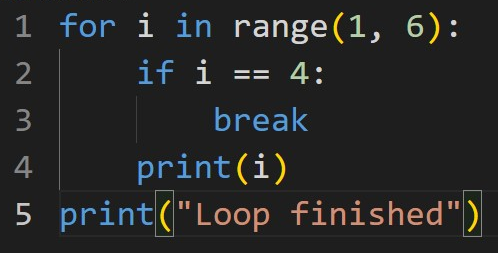 1 for i in range(1, 6):
2     if i == 4:
3         break
4     print(i)
5 print("Loop finished")